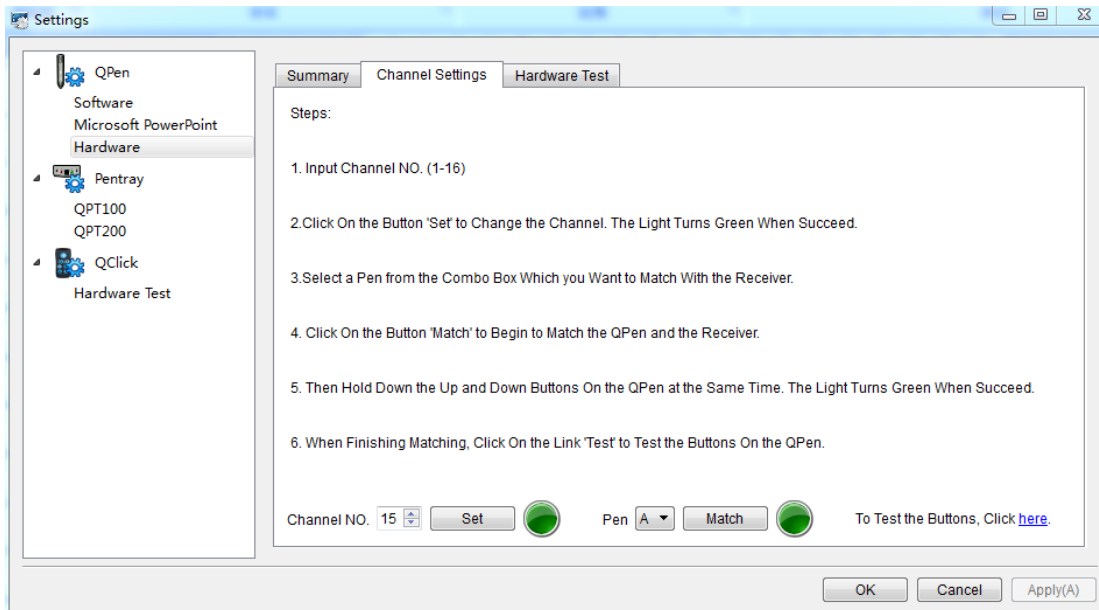 Settings
QPen
Software
Microsoft PowerPoint
Hardware
Pentray
QPT100
QPT200
QClick
Hardware Test
Summary
Channel Settings
Hardware Test
Steps:
1. Input Channel NO. (1-16)
2.Click On the Button 'Set' to Change the Channel. The Light Turns Green When Succeed.
3.Select a Pen from the Combo Box Which you Want to Match With the Receiver.
4. Click On the Button 'Match' to Begin to Match the QPen and the Receiver.
5. Then Hold Down the Up and Down Buttons On the QPen at the Same Time. The Light Turns Green When Succeed.
6. When Finishing Matching, Click On the Link 'Test' to Test the Buttons On the QPen.
Channel NO. 15 Set Pen A Match To Test the Buttons, Click here.
OK Cancel Apply(A)